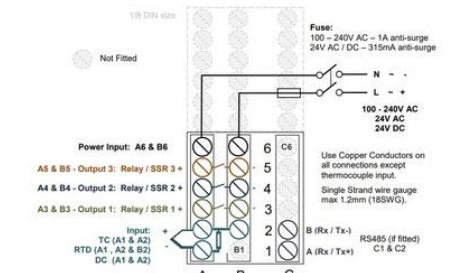 1/8 DIN size
Fuse:
100 – 240V AC – 1A anti-surge
24V AC / DC – 315mA anti-surge
Not Fitted
N ~ -
L ~ +
100 - 240V AC
24V AC
24V DC
Power Input: A6 & B6
6 C6
A5 & B5 - Output 3: Relay / SSR 3 + - 5
A4 & B4 - Output 2: Relay / SSR 2 + - 4
A3 & B3 - Output 1: Relay / SSR 1 + - 3
Use Copper Conductors on
all connections except
thermocouple input.
Single Strand wire gauge
max 1.2mm (18SWG).
Input: +
TC (A1 & A2)
RTD (A1 , A2 & B2)
DC (A1 & A2) -
2 B (Rx / Tx-)
B1 1 A (Rx / Tx+)
RS485 (if fitted)
C1 & C2
A B C